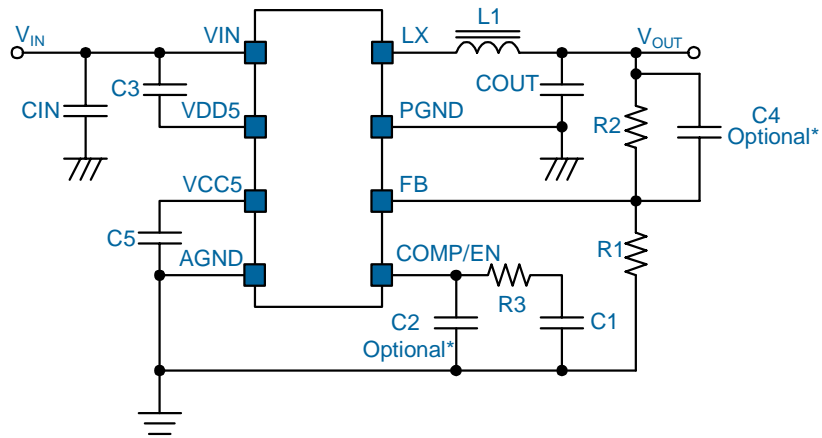 L1
VIN
VIN
LX
VOUT
C3
COUT
CIN
VDD5
PGND
R2
C4
Optional*
VCC5
FB
C5
R1
AGND
COMP/EN
R3
C2
C1
Optional*